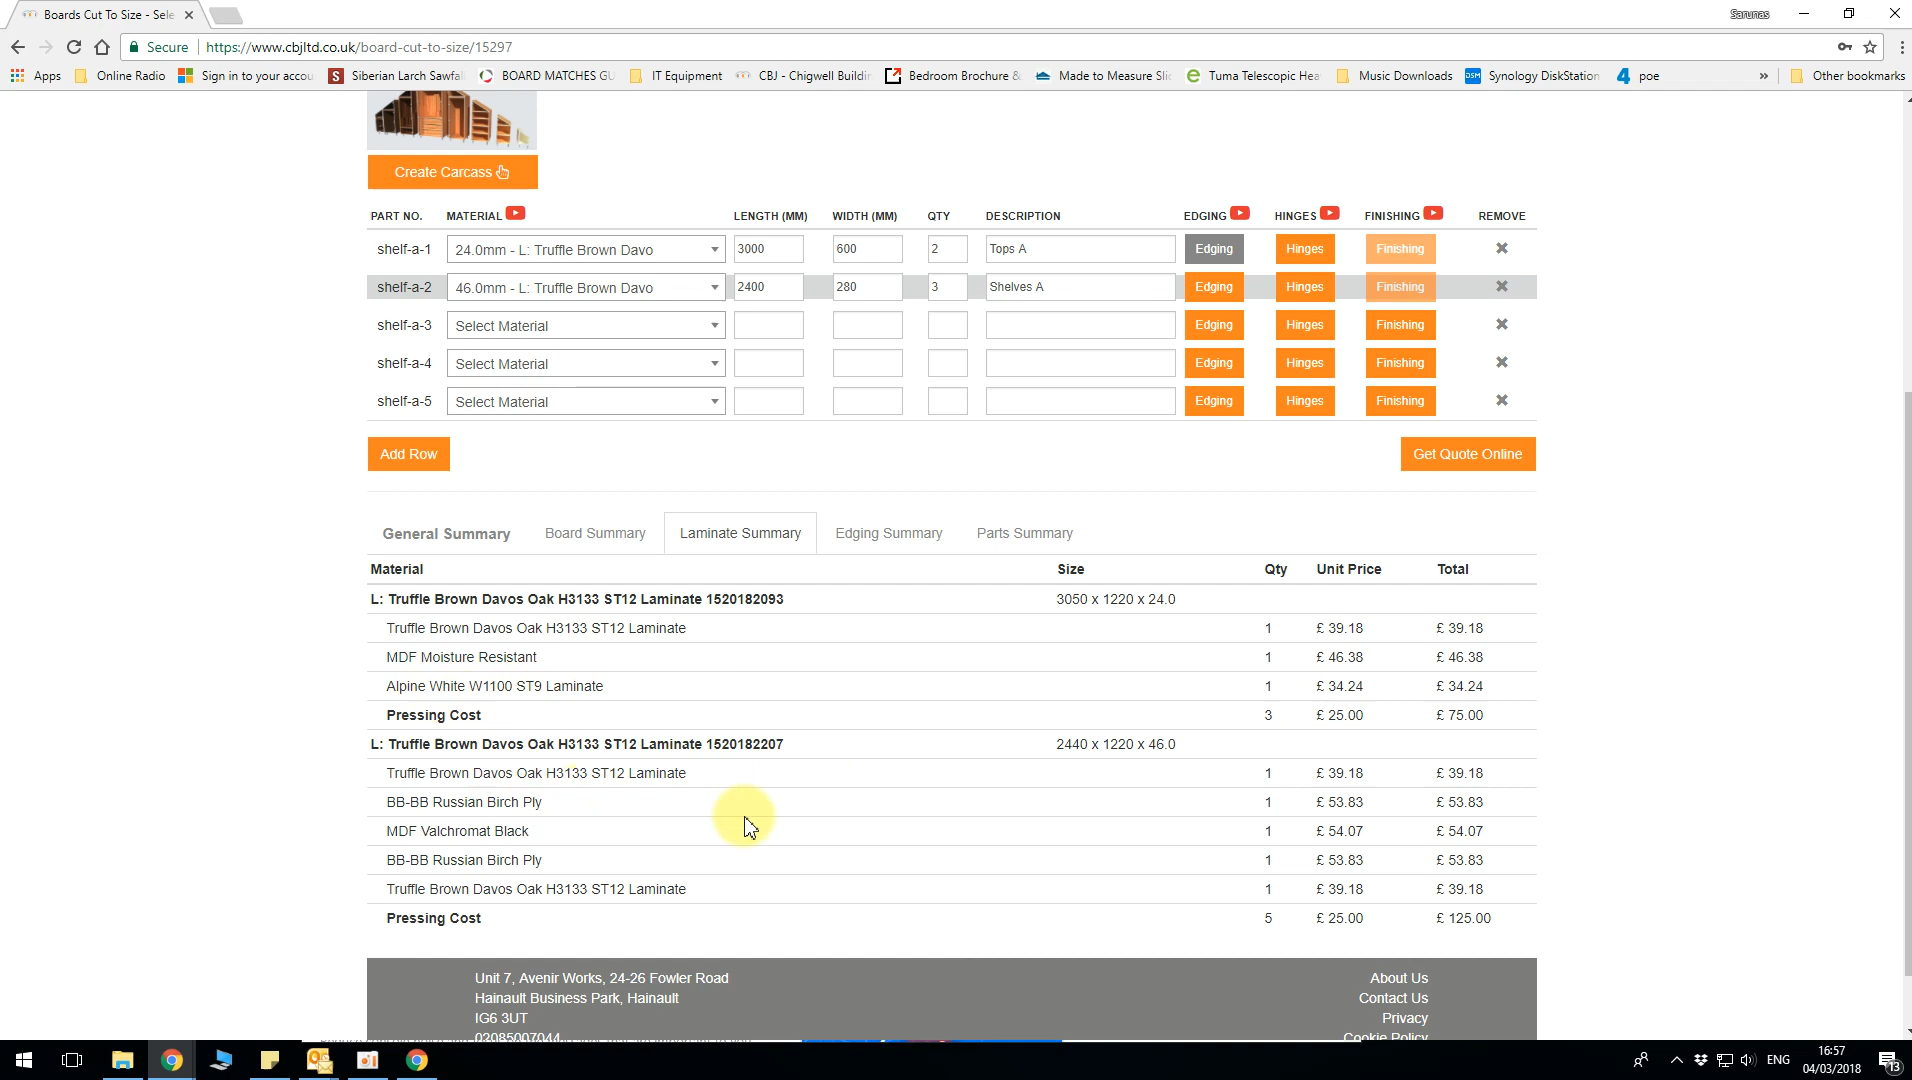 Boards Cut To Size - Sele
Sarunas
Secure
https://www.cbjltd.co.uk/board-cut-to-size/15297
Apps
Online Radio
Sign in to your accou
S
Siberian Larch Sawfal
BOARD MATCHES GU
IT Equipment
CBJ - Chigwell Buildin
Bedroom Brochure &
Made to Measure Slid
Tuma Telescopic Hea
Music Downloads
DSM
Synology DiskStation
4 poe
»
Other bookmarks
Create Carcass
PART NO. MATERIAL LENGTH (MM) WIDTH (MM) QTY DESCRIPTION EDGING HINGES FINISHING REMOVE
shelf-a-1 24.0mm - L: Truffle Brown Davo 3000 600 2 Tops A Edging Hinges Finishing
shelf-a-2 46.0mm - L: Truffle Brown Davo 2400 280 3 Shelves A Edging Hinges Finishing
shelf-a-3 Select Material Edging Hinges Finishing
shelf-a-4 Select Material Edging Hinges Finishing
shelf-a-5 Select Material Edging Hinges Finishing
Add Row
Get Quote Online
General Summary Board Summary Laminate Summary Edging Summary Parts Summary
Material Size Qty Unit Price Total
L: Truffle Brown Davos Oak H3133 ST12 Laminate 1520182093 3050 x 1220 x 24.0
Truffle Brown Davos Oak H3133 ST12 Laminate 1 £ 39.18 £ 39.18
MDF Moisture Resistant 1 £ 46.38 £ 46.38
Alpine White W1100 ST9 Laminate 1 £ 34.24 £ 34.24
Pressing Cost 3 £ 25.00 £ 75.00
L: Truffle Brown Davos Oak H3133 ST12 Laminate 1520182207 2440 x 1220 x 46.0
Truffle Brown Davos Oak H3133 ST12 Laminate 1 £ 39.18 £ 39.18
BB-BB Russian Birch Ply 1 £ 53.83 £ 53.83
MDF Valchromat Black 1 £ 54.07 £ 54.07
BB-BB Russian Birch Ply 1 £ 53.83 £ 53.83
Truffle Brown Davos Oak H3133 ST12 Laminate 1 £ 39.18 £ 39.18
Pressing Cost 5 £ 25.00 £ 125.00
Unit 7, Avenir Works, 24-26 Fowler Road
Hainault Business Park, Hainault
IG6 3UT
02085007044
About Us
Contact Us
Privacy
Cookie Policy
ENG
16:57
04/03/2018
13